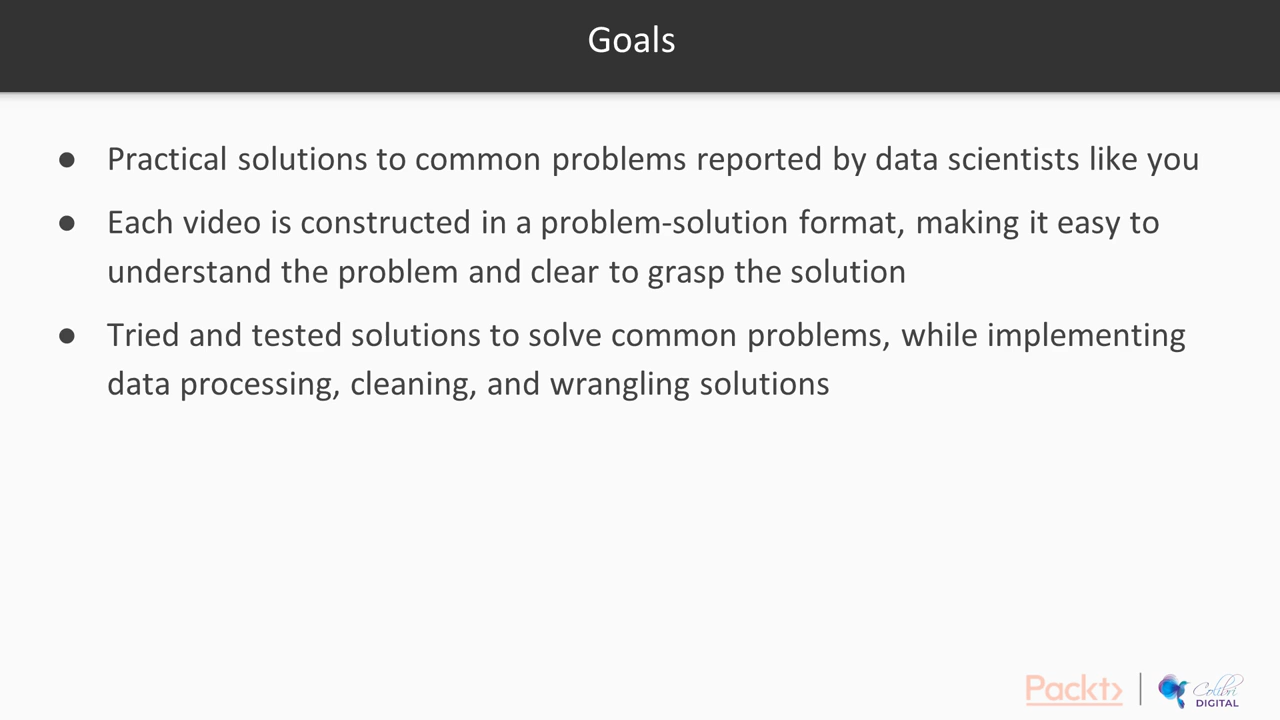 Goals
● Practical solutions to common problems reported by data scientists like you
● Each video is constructed in a problem-solution format, making it easy to
understand the problem and clear to grasp the solution
● Tried and tested solutions to solve common problems, while implementing
data processing, cleaning, and wrangling solutions
Packt>
Colibri
DIGITAL